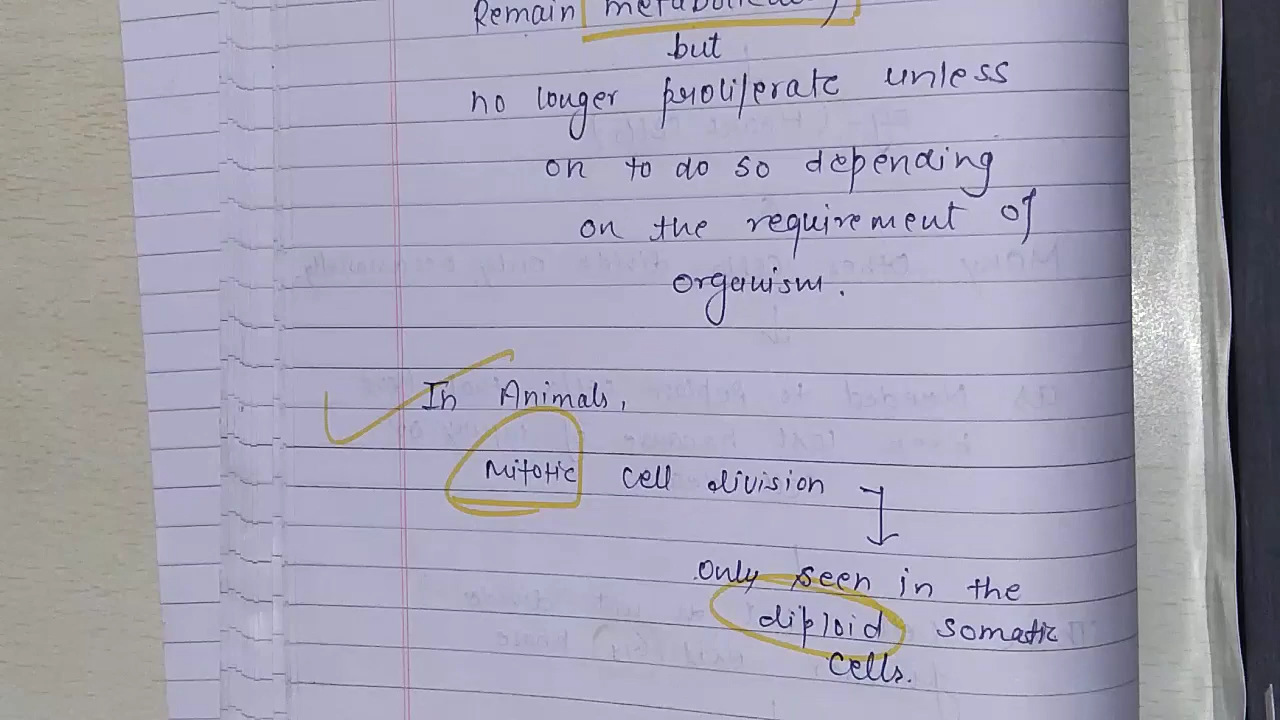 Remain metabolically
but
no longer proliferate unless
on to do so depending
on the requirement of
organism.
In Animals,
Mitotic cell division
Only seen in the
diploid somatic
cells.